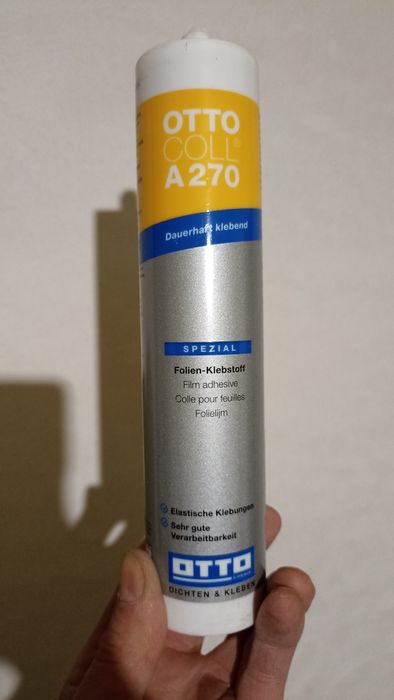 OTTO
COLL®
A 270
Dauerhaft klebend
SPEZIAL
Folien-Klebstoff
Film adhesive
Colle pour feuilles
Folielijm
Elastische Klebungen
Sehr gute
Verarbeitbarkeit
OTTO
DICHTEN & KLEBEN